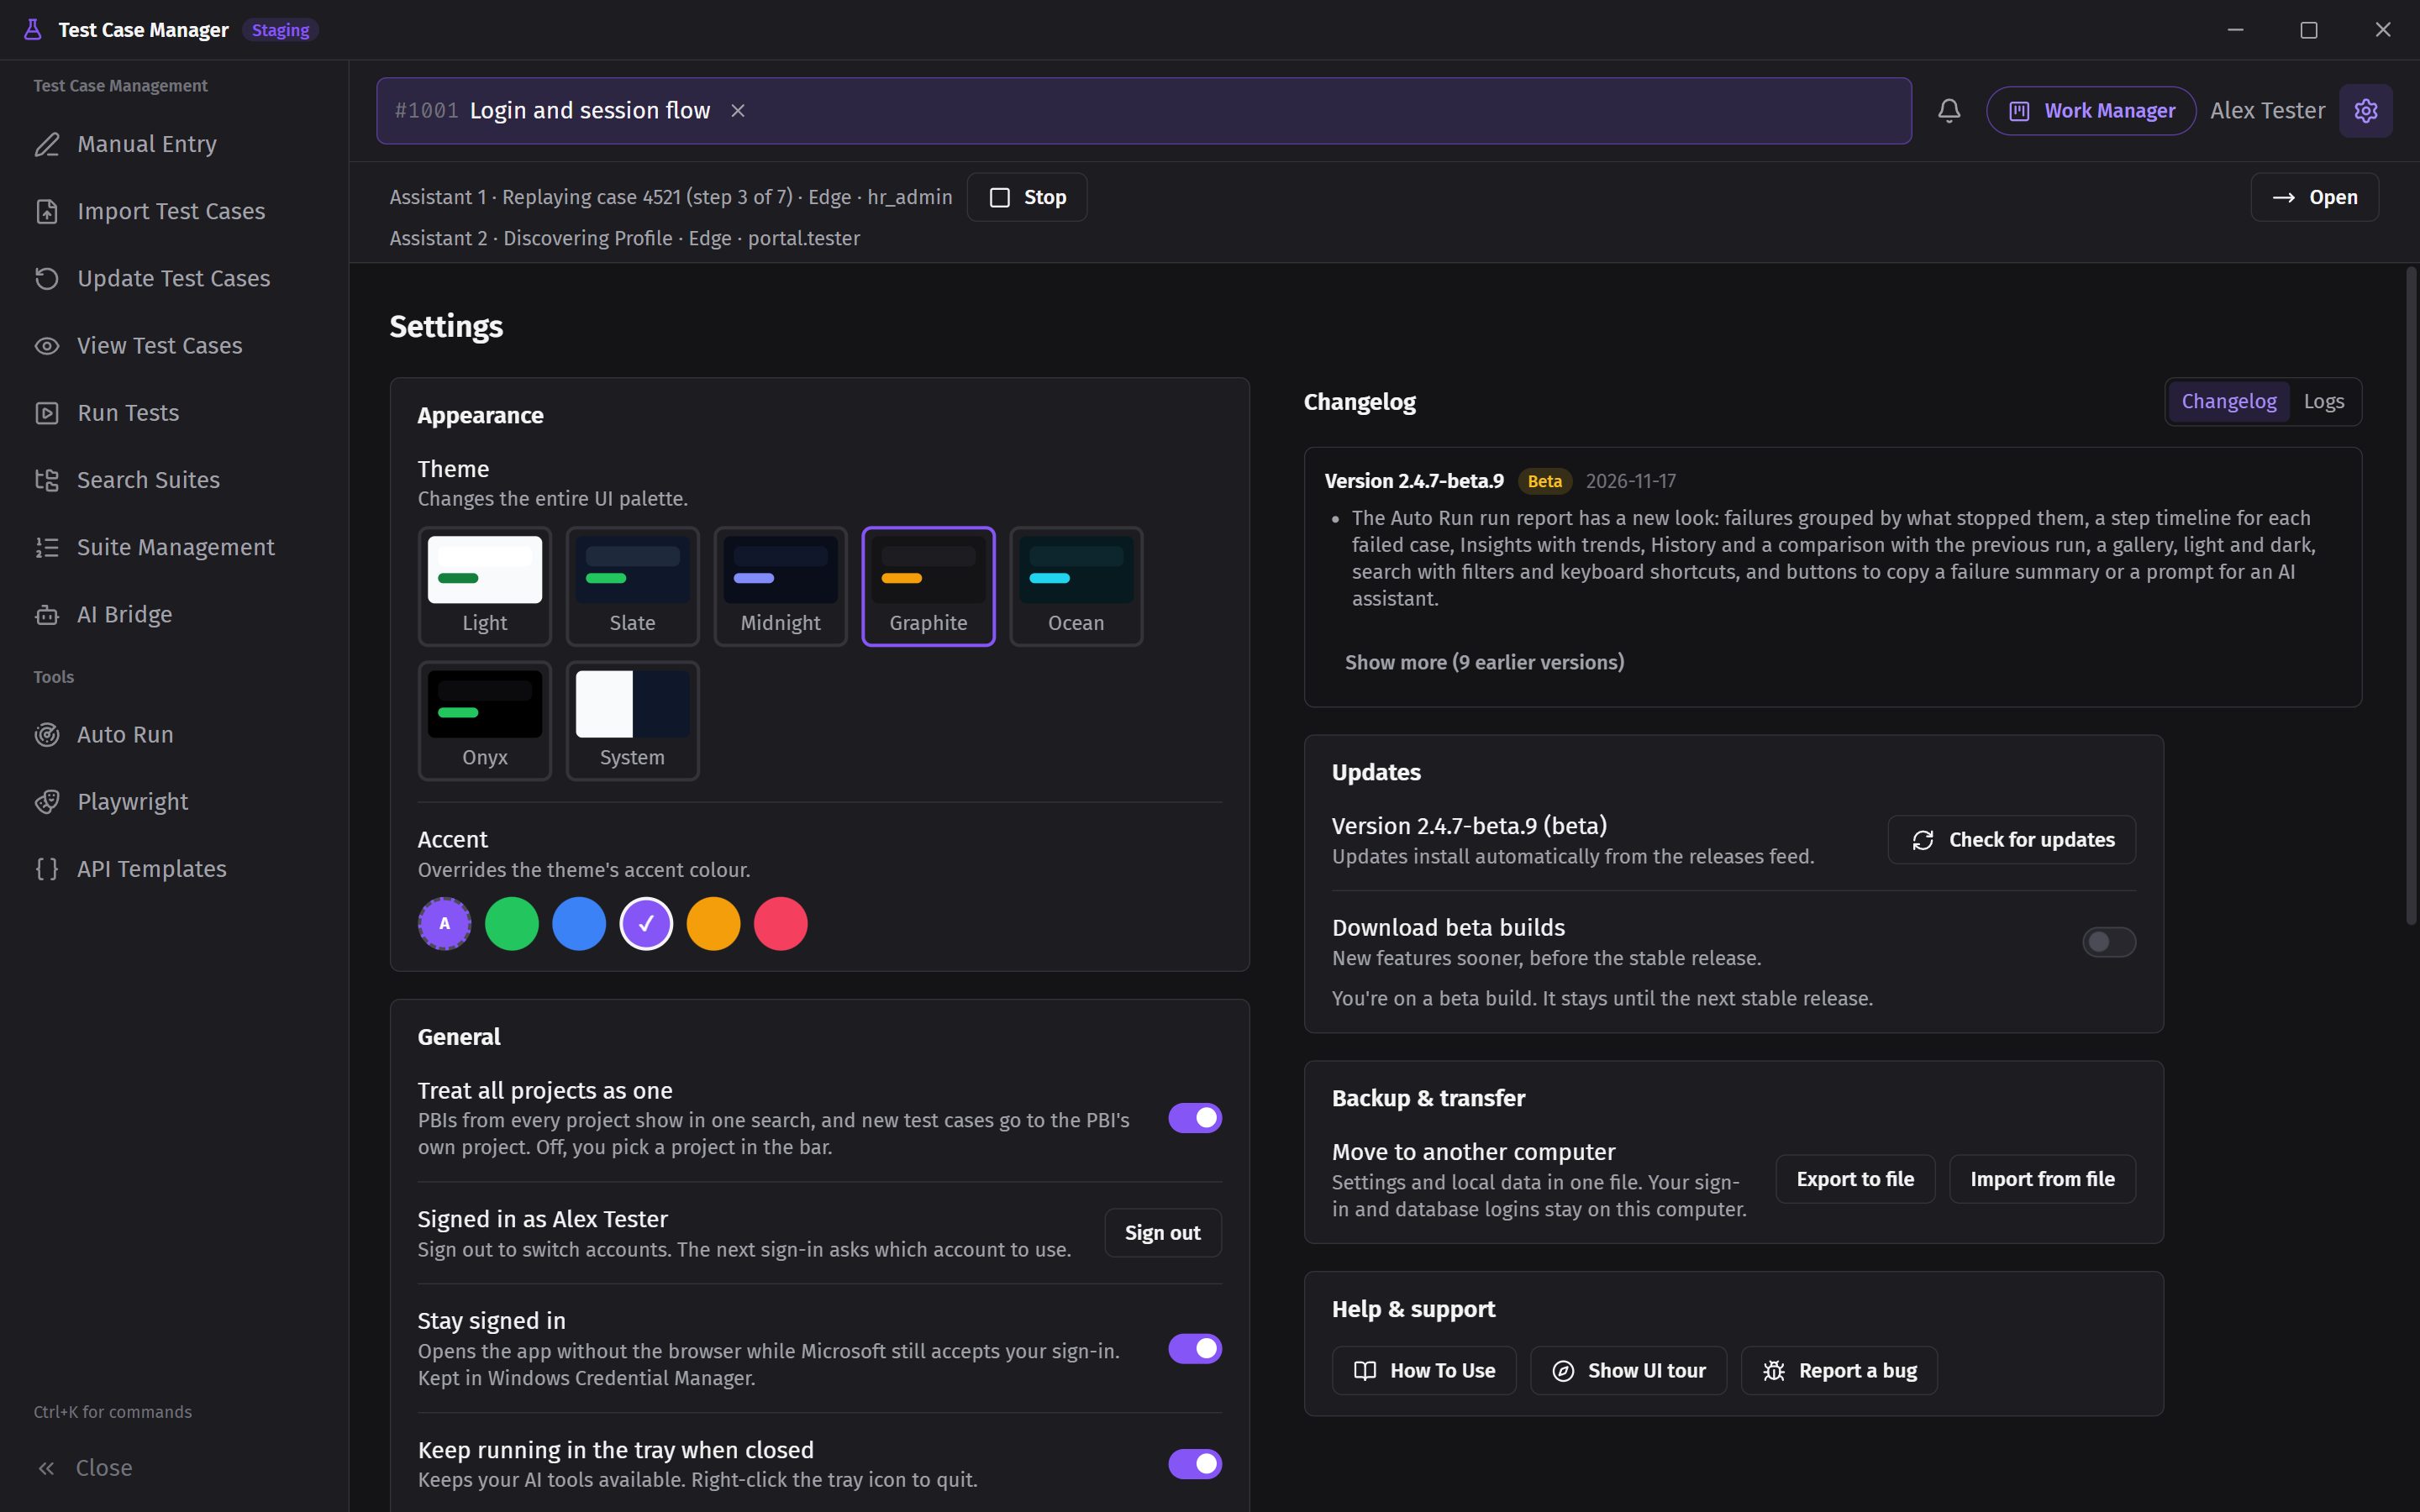 Test Case Manager Staging
Test Case Management
Manual Entry
Import Test Cases
Update Test Cases
View Test Cases
Run Tests
Search Suites
Suite Management
AI Bridge
Tools
Auto Run
Playwright
API Templates
Ctrl+K for commands
Close
#1001 Login and session flow
Work Manager
Alex Tester
Assistant 1 · Replaying case 4521 (step 3 of 7) · Edge · hr_admin
Stop
Open
Assistant 2 · Discovering Profile · Edge · portal.tester
Settings
Appearance
Theme
Changes the entire UI palette.
Light
Slate
Midnight
Graphite
Ocean
Onyx
System
Accent
Overrides the theme's accent colour.
A
General
Treat all projects as one
PBIs from every project show in one search, and new test cases go to the PBI's
own project. Off, you pick a project in the bar.
Signed in as Alex Tester
Sign out to switch accounts. The next sign-in asks which account to use.
Sign out
Stay signed in
Opens the app without the browser while Microsoft still accepts your sign-in.
Kept in Windows Credential Manager.
Keep running in the tray when closed
Keeps your AI tools available. Right-click the tray icon to quit.
Changelog
Changelog
Logs
Version 2.4.7-beta.9 Beta 2026-11-17
The Auto Run run report has a new look: failures grouped by what stopped them, a step timeline for each
failed case, Insights with trends, History and a comparison with the previous run, a gallery, light and dark,
search with filters and keyboard shortcuts, and buttons to copy a failure summary or a prompt for an AI
assistant.
Show more (9 earlier versions)
Updates
Version 2.4.7-beta.9 (beta)
Updates install automatically from the releases feed.
Check for updates
Download beta builds
New features sooner, before the stable release.
You're on a beta build. It stays until the next stable release.
Backup & transfer
Move to another computer
Settings and local data in one file. Your sign-
in and database logins stay on this computer.
Export to file
Import from file
Help & support
How To Use
Show UI tour
Report a bug